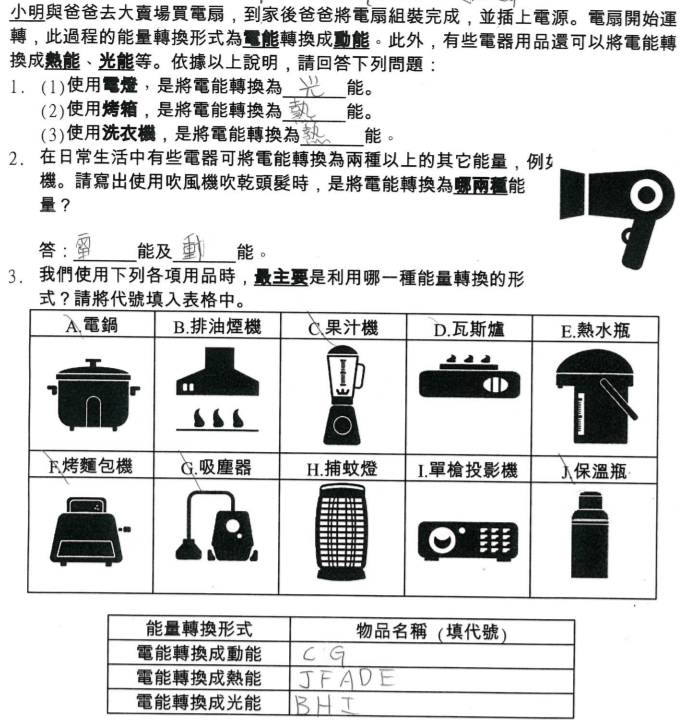 小明與爸爸去大賣場買電扇，到家後爸爸將電扇組裝完成，並插上電源。電扇開始運
轉，此過程的能量轉換形式為電能轉換成動能。此外，有些電器用品還可以將電能轉
換成熱能、光能等。依據以上說明，請回答下列問題：
1. (1)使用電燈，是將電能轉換為 光 能。
(2)使用烤箱，是將電能轉換為 熱 能。
(3)使用洗衣機，是將電能轉換為 熱 能。
2. 在日常生活中有些電器可將電能轉換為兩種以上的其它能量，例
機。請寫出使用吹風機吹乾頭髮時，是將電能轉換為哪兩種能
量？
答： 電 能及 動 能。
3. 我們使用下列各項用品時，最主要是利用哪一種能量轉換的形
式？請將代號填入表格中。
A.電鍋 B.排油煙機 C.果汁機 D.瓦斯爐 E.熱水瓶
F.烤麵包機 G.吸塵器 H.捕蚊燈 I.單槍投影機 J.保溫瓶
能量轉換形式 物品名稱（填代號）
電能轉換成動能 C G
電能轉換成熱能 J F A D E
電能轉換成光能 B H I